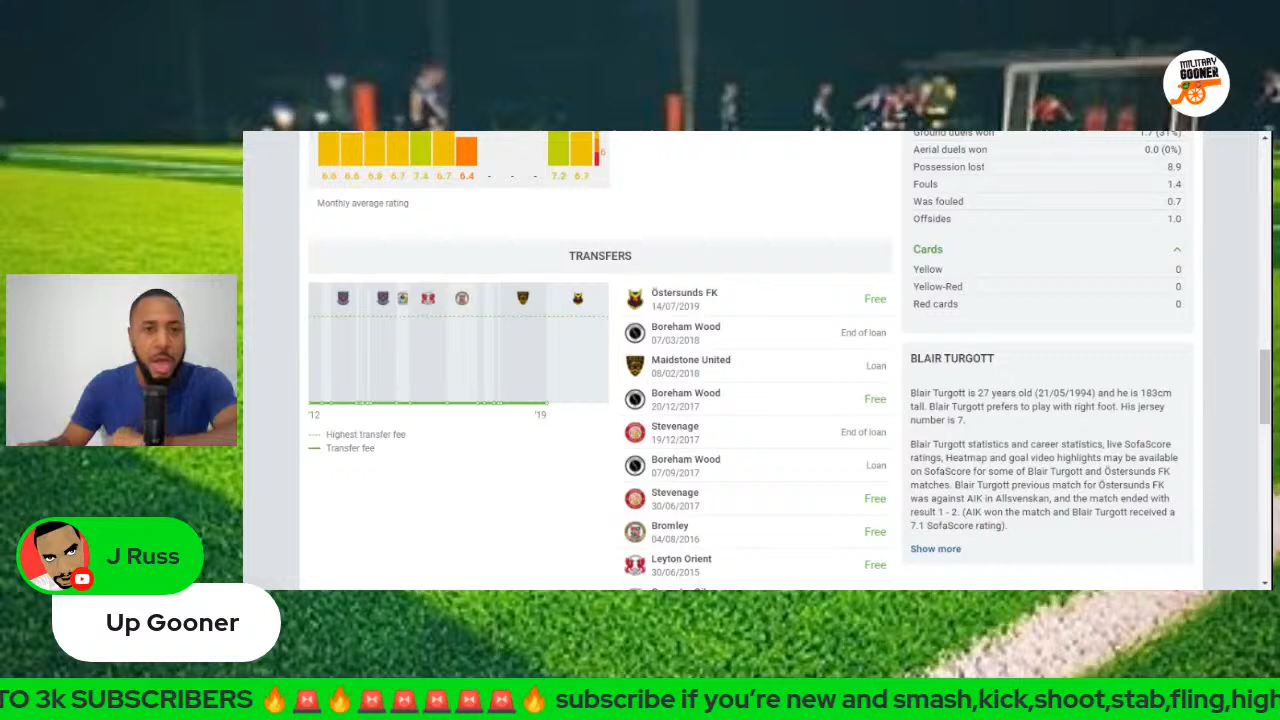 MILITARY
GOONER
6.6 6.6 6.9 6.7 7.4 6.7 6.4 - - - 7.2 6.7
6
Monthly average rating
TRANSFERS
'12 '19
Highest transfer fee
Transfer fee
Östersunds FK
14/07/2019
Free
Boreham Wood
07/03/2018
End of loan
Maidstone United
08/02/2018
Loan
Boreham Wood
20/12/2017
Free
Stevenage
19/12/2017
End of loan
Boreham Wood
07/09/2017
Loan
Stevenage
30/06/2017
Free
Bromley
04/08/2016
Free
Leyton Orient
30/06/2015
Free
Ground duels won 1.7 (31%)
Aerial duels won 0.0 (0%)
Possession lost 8.9
Fouls 1.4
Was fouled 0.7
Offsides 1.0
Cards
Yellow 0
Yellow-Red 0
Red cards 0
BLAIR TURGOTT
Blair Turgott is 27 years old (21/05/1994) and he is 183cm
tall. Blair Turgott prefers to play with right foot. His jersey
number is 7.
Blair Turgott statistics and career statistics, live SofaScore
ratings, Heatmap and goal video highlights may be available
on SofaScore for some of Blair Turgott and Östersunds FK
matches. Blair Turgott previous match for Östersunds FK
was against AIK in Allsvenskan, and the match ended with
result 1 - 2. (AIK won the match and Blair Turgott received a
7.1 SofaScore rating).
Show more
J Russ
Up Gooner
TO 3k SUBSCRIBERS 🔥🚨🔥🚨🚨🚨🚨🚨🔥 subscribe if you're new and smash,kick,shoot,stab,fling,high